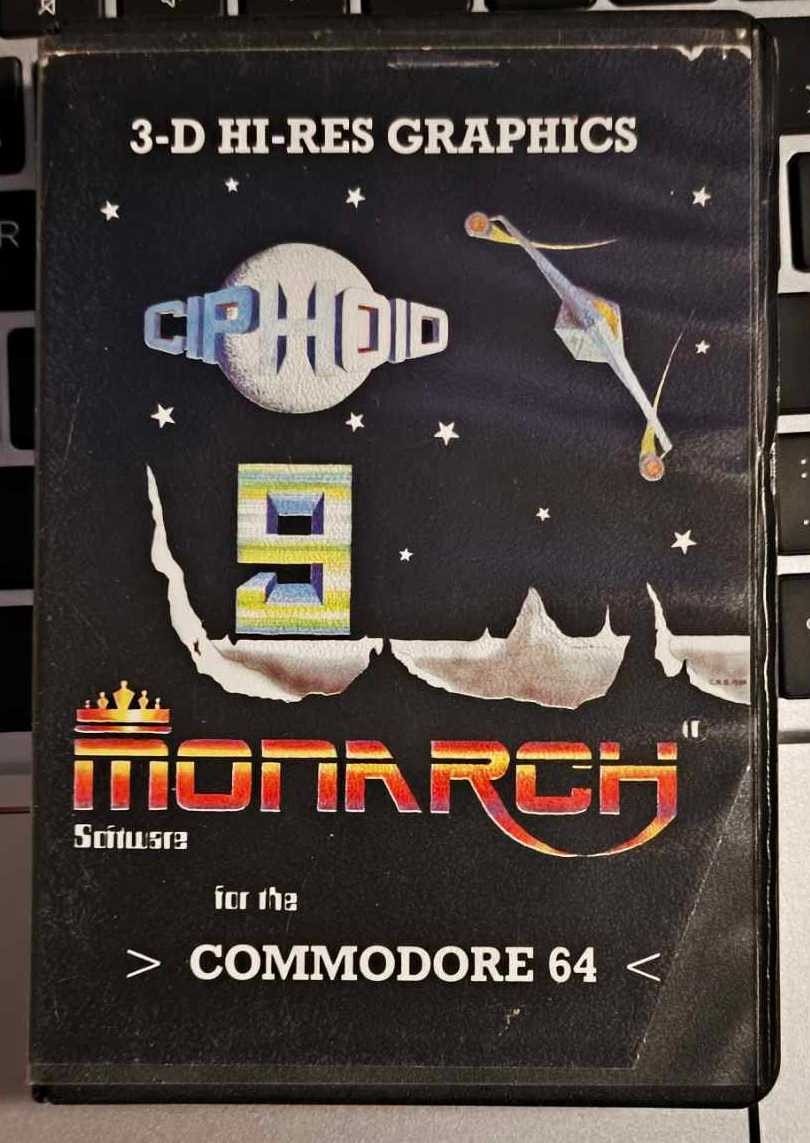 3-D HI-RES GRAPHICS
CIPHOID
9
MONARCH
Software
for the
> COMMODORE 64 <
R